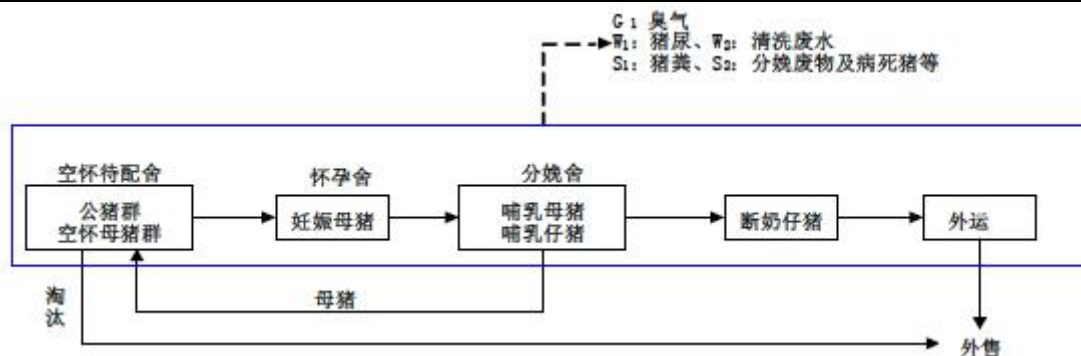 G：臭气
W₁：猪尿、W₂：清洗废水
S₁：猪粪、S₂：分娩废物及病死猪等
空怀待配舍
怀孕舍
分娩舍
公猪群
空怀母猪群
妊娠母猪
哺乳母猪
哺乳仔猪
断奶仔猪
外运
淘汰
母猪
外售